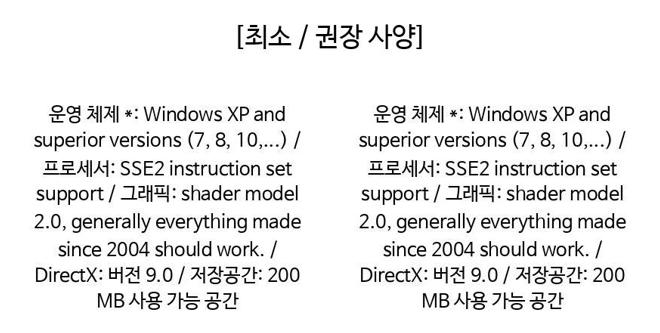 [최소 / 권장 사양]
운영 체제 *: Windows XP and
superior versions (7, 8, 10,...) /
프로세서: SSE2 instruction set
support / 그래픽: shader model
2.0, generally everything made
since 2004 should work. /
DirectX: 버전 9.0 / 저장공간: 200
MB 사용 가능 공간
운영 체제 *: Windows XP and
superior versions (7, 8, 10,...) /
프로세서: SSE2 instruction set
support / 그래픽: shader model
2.0, generally everything made
since 2004 should work. /
DirectX: 버전 9.0 / 저장공간: 200
MB 사용 가능 공간